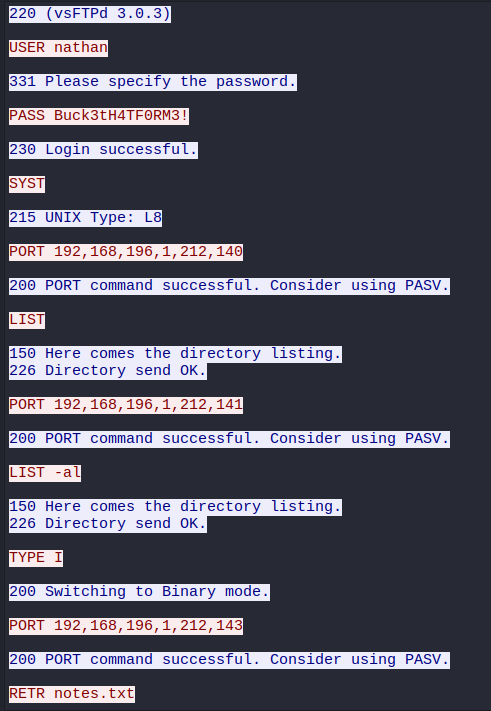 220 (vsFTPd 3.0.3)
USER nathan
331 Please specify the password.
PASS Buck3tH4TF0RM3!
230 Login successful.
SYST
215 UNIX Type: L8
PORT 192,168,196,1,212,140
200 PORT command successful. Consider using PASV.
LIST
150 Here comes the directory listing.
226 Directory send OK.
PORT 192,168,196,1,212,141
200 PORT command successful. Consider using PASV.
LIST -al
150 Here comes the directory listing.
226 Directory send OK.
TYPE I
200 Switching to Binary mode.
PORT 192,168,196,1,212,143
200 PORT command successful. Consider using PASV.
RETR notes.txt